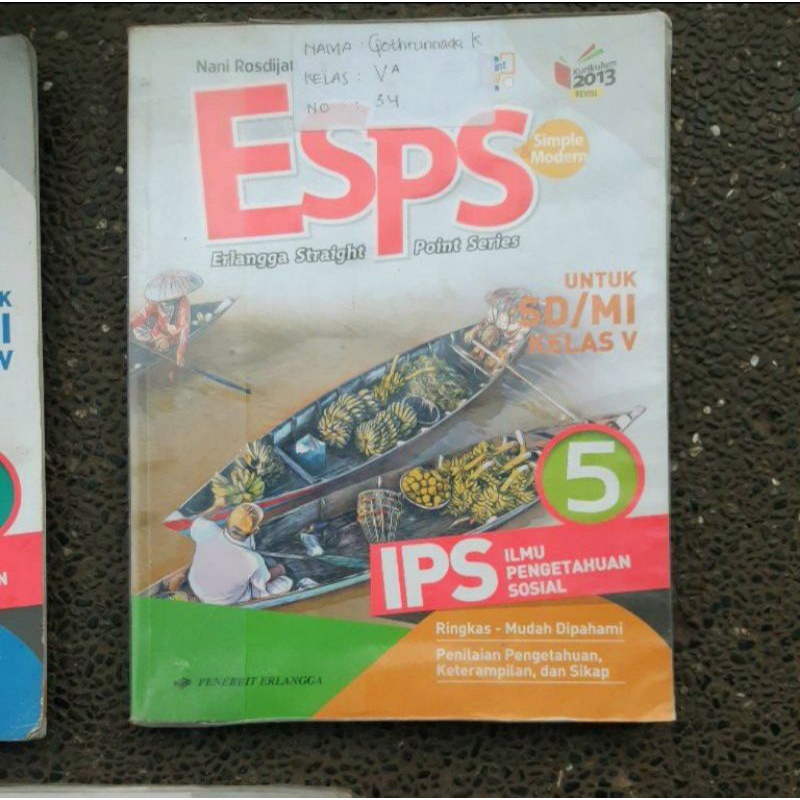 Nani Rosdijat
NAMA : Qothrunnada K
KELAS : V A
NO : 34
Kurikulum
2013
REVISI
ESPS
Simple
Modern
Erlangga Straight Point Series
UNTUK
SD/MI
KELAS V
5
IPS
ILMU
PENGETAHUAN
SOSIAL
Ringkas - Mudah Dipahami
Penilaian Pengetahuan,
Keterampilan, dan Sikap
PENERBIT ERLANGGA
K
I
V
N